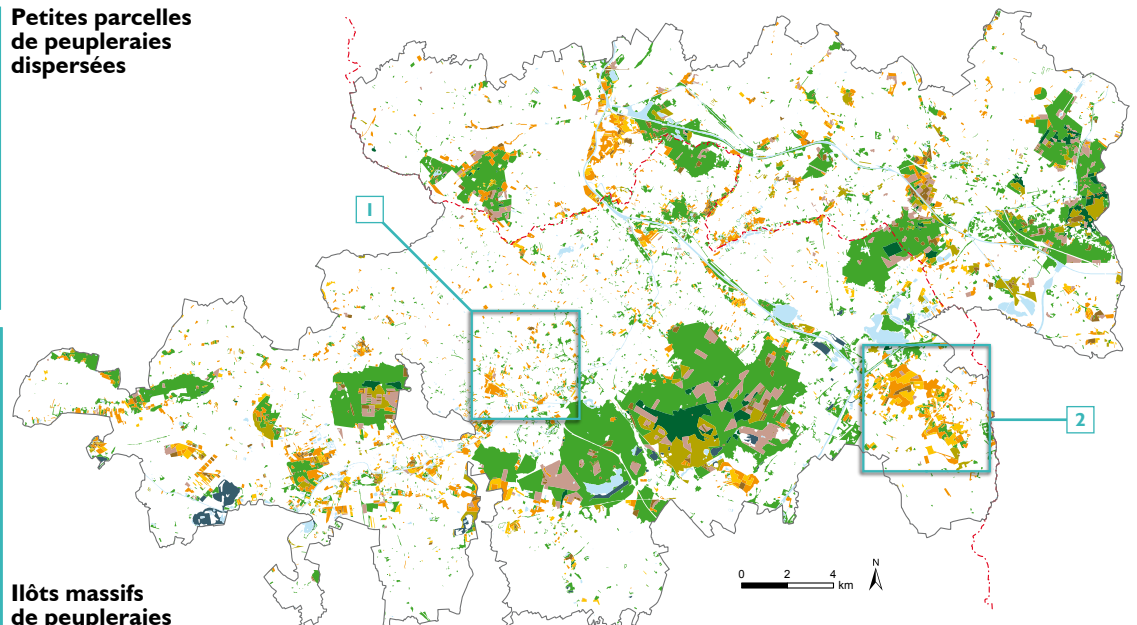 Petites parcelles
de peupleraies
dispersées
1
2
N
0 2 4
km
Ilôts massifs
de peupleraies